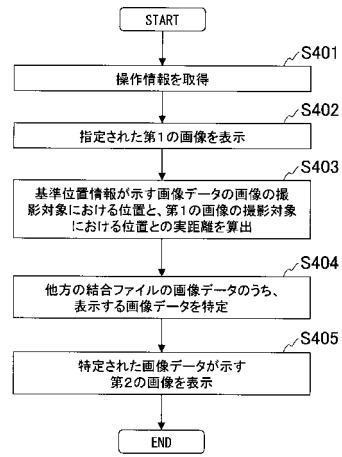 START
S401
操作情報を取得
S402
指定された第1の画像を表示
S403
基準位置情報が示す画像データの画像の撮
影対象における位置と、第1の画像の撮影対象
における位置との実距離を算出
S404
他方の結合ファイルの画像データのうち、
表示する画像データを特定
S405
特定された画像データが示す
第2の画像を表示
END